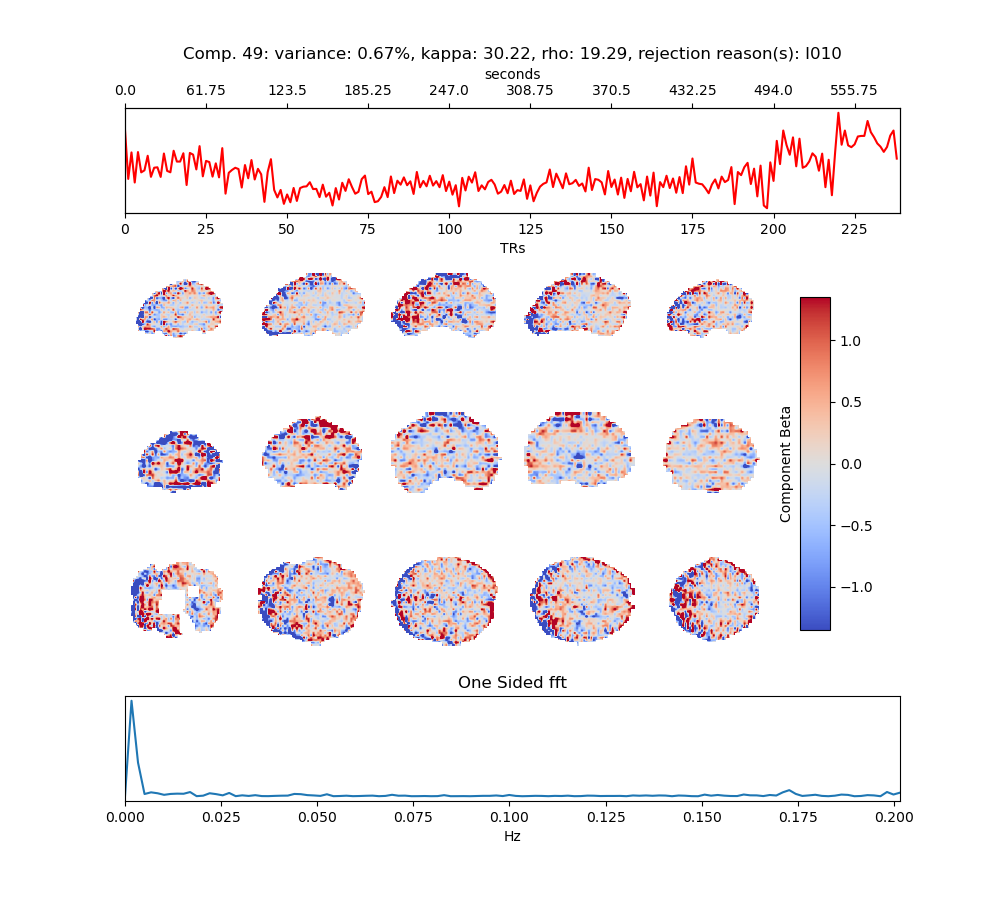 Comp. 49: variance: 0.67%, kappa: 30.22, rho: 19.29, rejection reason(s): I010
seconds
0.0 61.75 123.5 185.25 247.0 308.75 370.5 432.25 494.0 555.75
0 25 50 75 100 125 150 175 200 225
TRs
1.0
0.5
0.0
−0.5
−1.0
Component Beta
One Sided fft
0.000 0.025 0.050 0.075 0.100 0.125 0.150 0.175 0.200
Hz